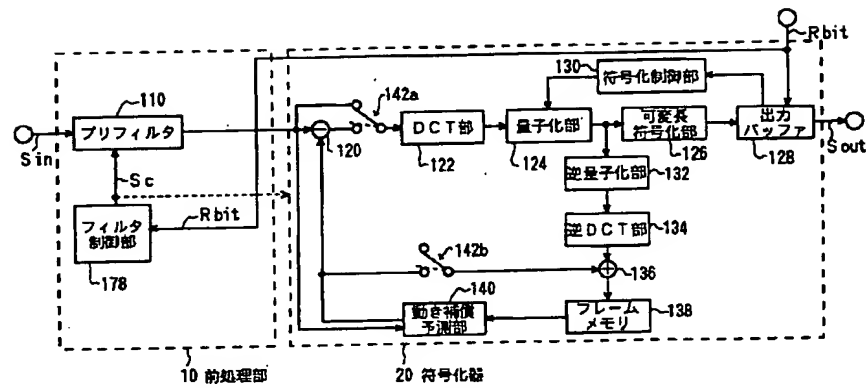 Rbit
130
符号化制御部
110
142a
プリフィルタ
120
DCT部
122
量子化部
124
可変長
符号化部
126
出力
バッファ
128
Sin
Sout
Sc
Rbit
逆量子化部
132
フィルタ
制御部
178
逆DCT部
134
142b
136
140
動き補償
予測部
フレーム
メモリ
138
10 前処理部
20 符号化器